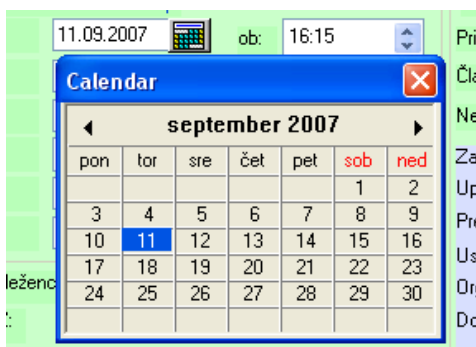 11.09.2007 ob: 16:15
Calendar
september 2007
pon tor sre čet pet sob ned
1 2
3 4 5 6 7 8 9
10 11 12 13 14 15 16
17 18 19 20 21 22 23
24 25 26 27 28 29 30